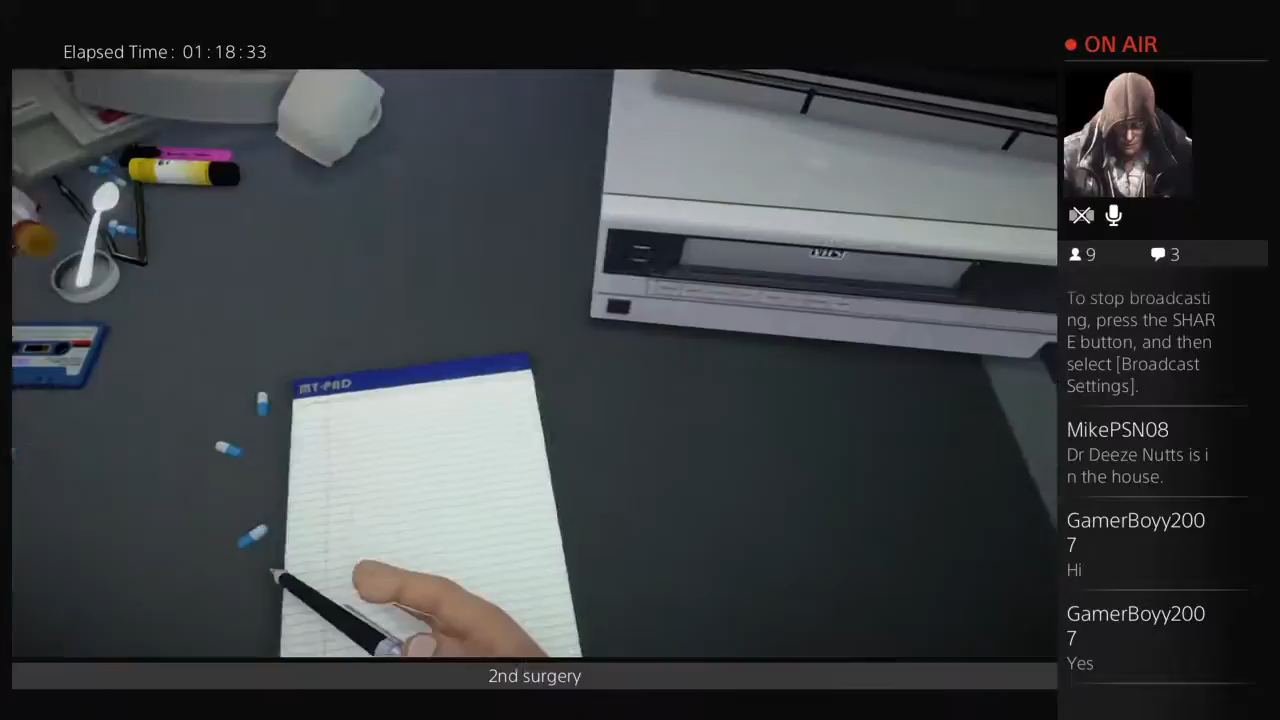 Elapsed Time: 01:18:33
ON AIR
9
3
To stop broadcasti
ng, press the SHAR
E button, and then
select [Broadcast
Settings].
MikePSN08
Dr Deeze Nutts is i
n the house.
GamerBoyy200
7
Hi
GamerBoyy200
7
Yes
MY-PAD
2nd surgery